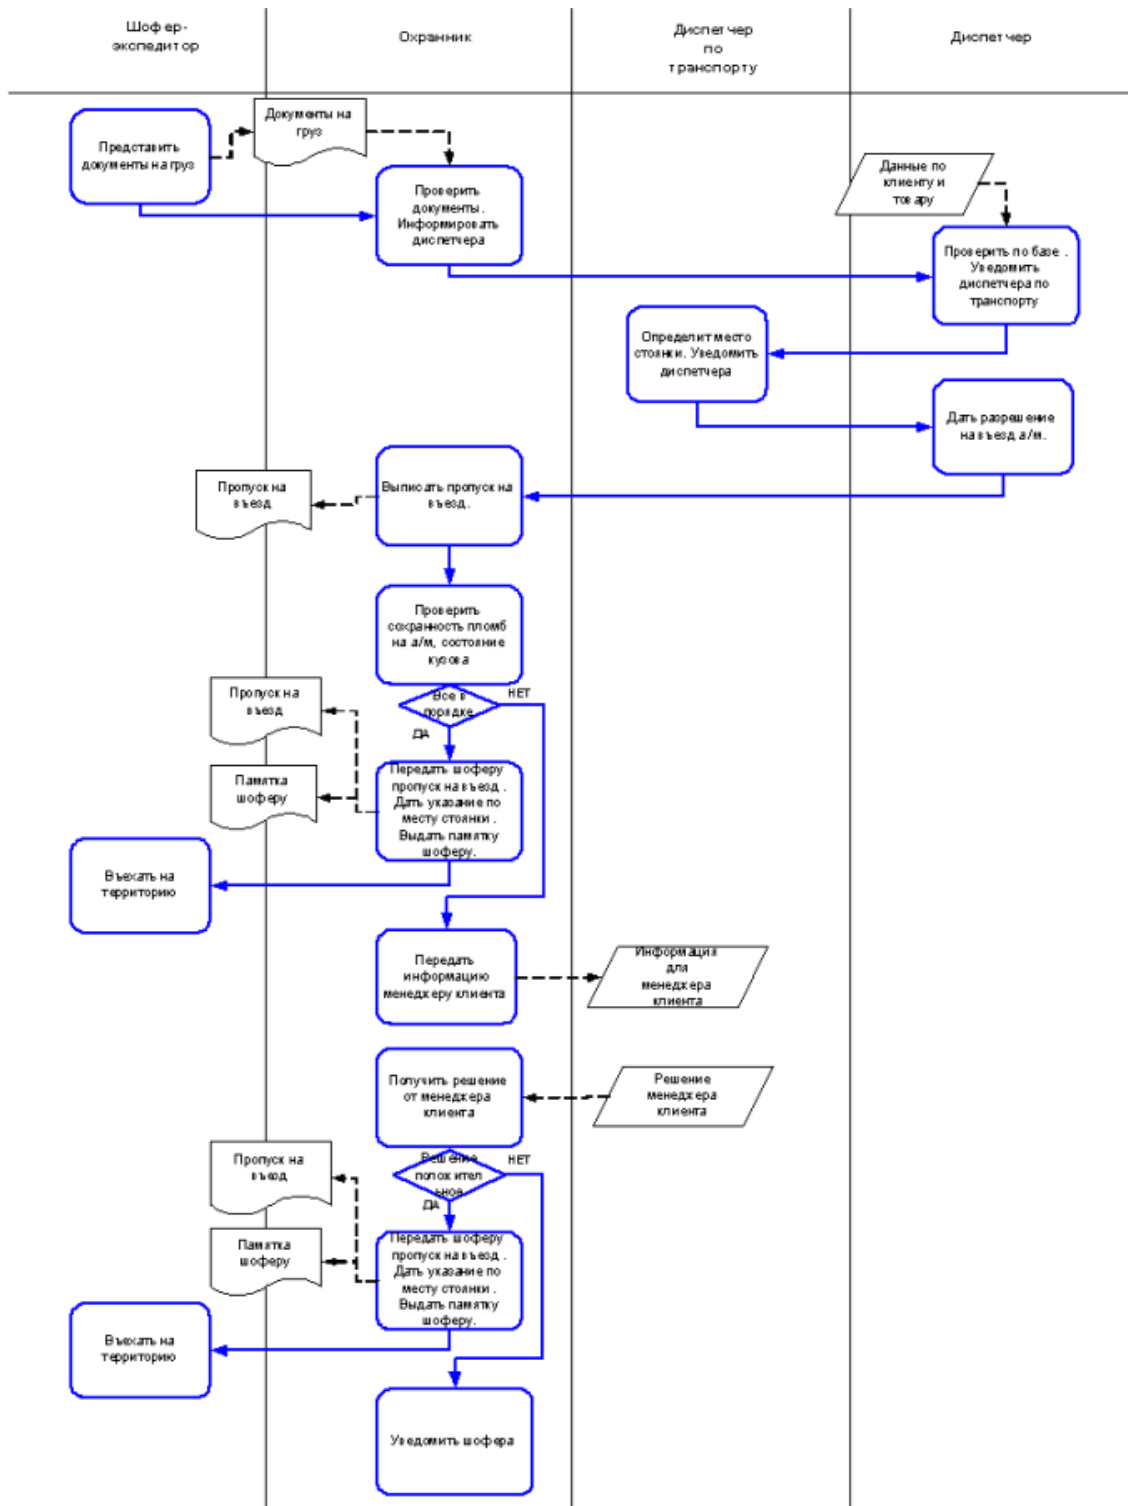 Шофер-
экспедитор
Охранник
Диспетчер
по
транспорту
Диспетчер
Документы на
груз
Представить
документы на груз
Проверить
документы.
Информировать
диспетчера
Данные по
клиенту и
товару
Проверить по базе.
Уведомить
диспетчера по
транспорту
Определит место
стоянки. Уведомить
диспетчера
Дать разрешение
на въезд а/м.
Пропуск на
въезд
Выписать пропуск на
въезд.
Проверить
сохранность пломб
на а/м, состояние
кузова
Пропуск на
въезд
Все в
порядке
НЕТ
ДА
Памятка
шоферу
Передать шоферу
пропуск на въезд.
Дать указание по
месту стоянки.
Выдать памятку
шоферу.
Въехать на
территорию
Передать
информацию
менеджеру клиента
Информация
для
менеджера
клиента
Получить решение
от менеджера
клиента
Решение
менеджера
клиента
Пропуск на
въезд
Решение
положител
ьное
НЕТ
ДА
Памятка
шоферу
Передать шоферу
пропуск на въезд.
Дать указание по
месту стоянки.
Выдать памятку
шоферу.
Въехать на
территорию
Уведомить шофера